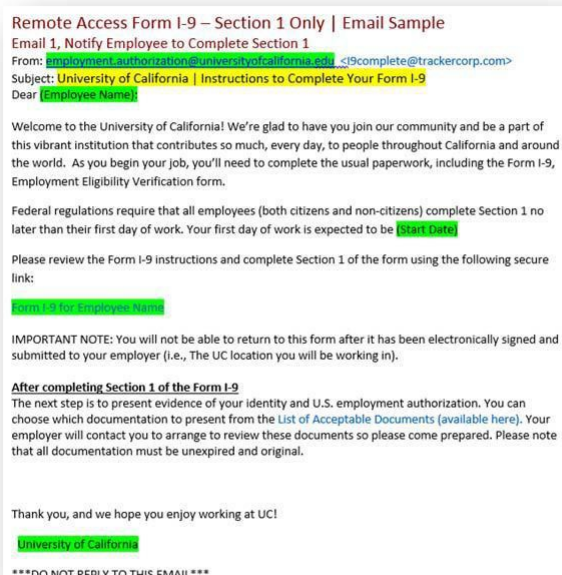 Remote Access Form I-9 – Section 1 Only | Email Sample
Email 1, Notify Employee to Complete Section 1
From: employment.authorization@universityofcalifornia.edu <I9complete@trackercorp.com>
Subject: University of California | Instructions to Complete Your Form I-9
Dear (Employee Name):
Welcome to the University of California! We're glad to have you join our community and be a part of
this vibrant institution that contributes so much, every day, to people throughout California and around
the world. As you begin your job, you'll need to complete the usual paperwork, including the Form I-9,
Employment Eligibility Verification form.
Federal regulations require that all employees (both citizens and non-citizens) complete Section 1 no
later than their first day of work. Your first day of work is expected to be (Start Date)
Please review the Form I-9 instructions and complete Section 1 of the form using the following secure
link:
Form I-9 for Employee Name
IMPORTANT NOTE: You will not be able to return to this form after it has been electronically signed and
submitted to your employer (i.e., The UC location you will be working in).
After completing Section 1 of the Form I-9
The next step is to present evidence of your identity and U.S. employment authorization. You can
choose which documentation to present from the List of Acceptable Documents (available here). Your
employer will contact you to arrange to review these documents so please come prepared. Please note
that all documentation must be unexpired and original.
Thank you, and we hope you enjoy working at UC!
University of California
***DO NOT REPLY TO THIS EMAIL***